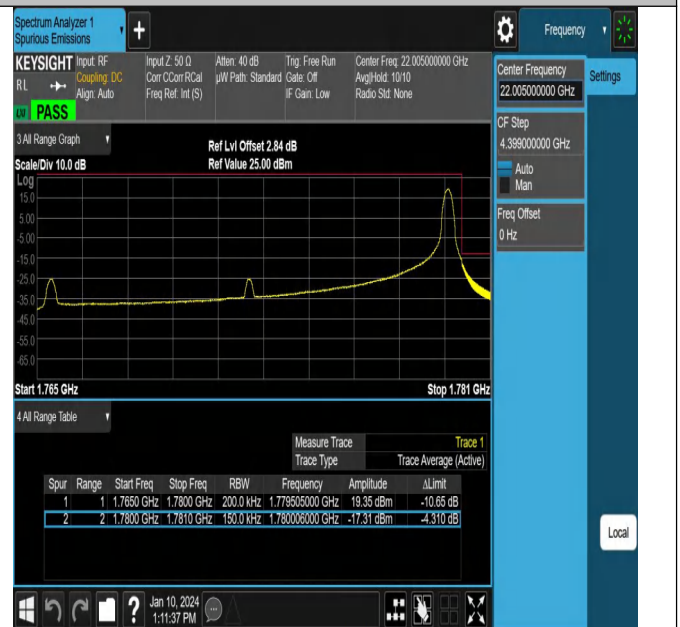 Spectrum Analyzer 1
Spurious Emissions
Frequency
KEYSIGHT
RL
Input: RF
Coupling: DC
Align: Auto
Input Z: 50 Ω
Corr CCorr RCal
Freq Ref: Int (S)
Atten: 40 dB
µW Path: Standard
Trig: Free Run
Gate: Off
IF Gain: Low
Center Freq: 22.005000000 GHz
Avg|Hold: 10/10
Radio Std: None
PASS
Center Frequency
22.005000000 GHz
Settings
CF Step
4.399000000 GHz
Auto
Man
Freq Offset
0 Hz
3 All Range Graph
Ref Lvl Offset 2.84 dB
Scale/Div 10.0 dB
Ref Value 25.00 dBm
Log
15.0
5.00
-5.00
-15.0
-25.0
-35.0
-45.0
-55.0
-65.0
Start 1.765 GHz
Stop 1.781 GHz
4 All Range Table
Measure Trace Trace 1
Trace Type Trace Average (Active)
Spur Range Start Freq Stop Freq RBW Frequency Amplitude ΔLimit
1 1 1.7650 GHz 1.7800 GHz 200.0 kHz 1.779505000 GHz 19.35 dBm -10.65 dB
2 2 1.7800 GHz 1.7810 GHz 150.0 kHz 1.780006000 GHz -17.31 dBm -4.310 dB
Local
?
Jan 10, 2024
1:11:37 PM